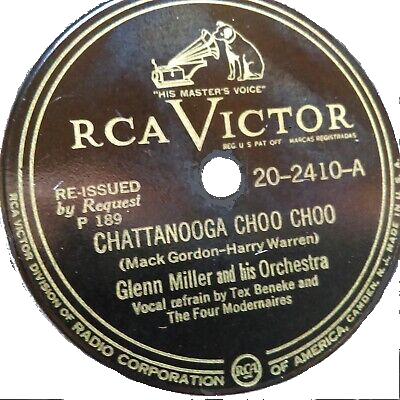 "HIS MASTER'S VOICE"
RCA VICTOR
REG. U S PAT OFF MARCAS REGISTRADAS
RE-ISSUED
by Request
P 189
20-2410-A
CHATTANOOGA CHOO CHOO
(Mack Gordon-Harry Warren)
Glenn Miller and his Orchestra
Vocal refrain by Tex Beneke and
The Four Modernaires
RCA VICTOR DIVISION OF RADIO CORPORATION OF AMERICA, CAMDEN, N. J. MADE IN U.S.A.
RCA